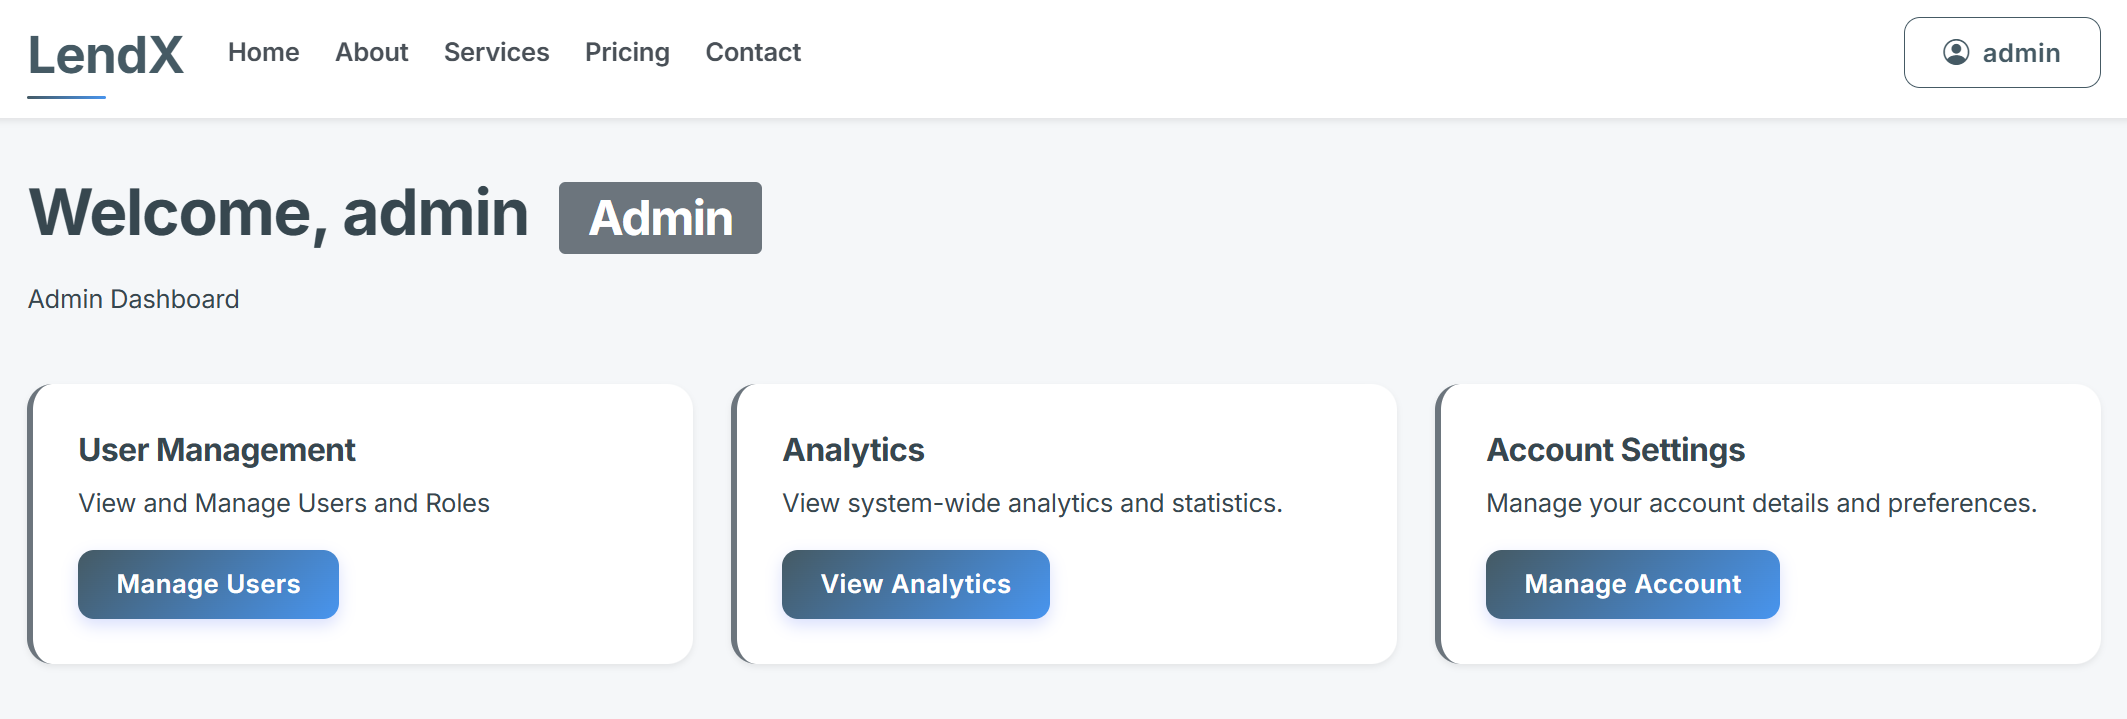 LendX Home About Services Pricing Contact admin
Welcome, admin Admin
Admin Dashboard
User Management
View and Manage Users and Roles
Manage Users
Analytics
View system-wide analytics and statistics.
View Analytics
Account Settings
Manage your account details and preferences.
Manage Account